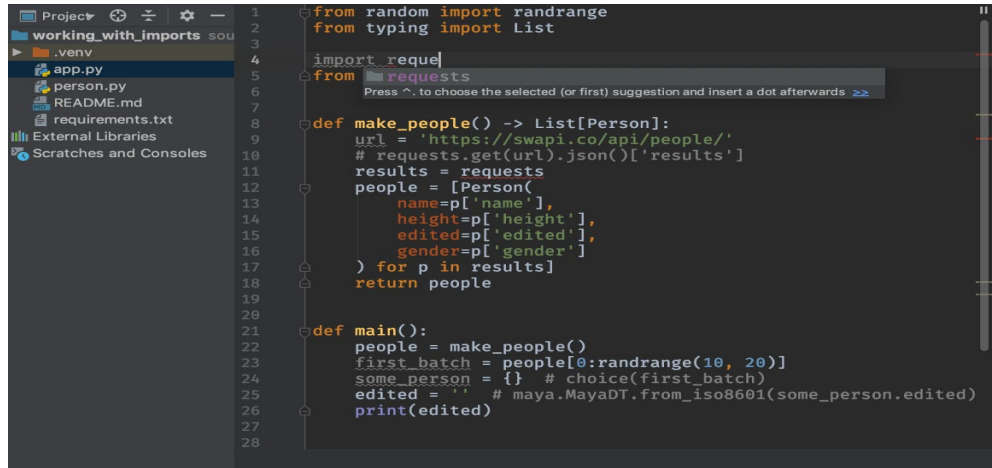 Project
working_with_imports sou
.venv
app.py
person.py
README.md
requirements.txt
External Libraries
Scratches and Consoles
1 from random import randrange
2 from typing import List
3
4 import reque
5 from
requests
Press ^. to choose the selected (or first) suggestion and insert a dot afterwards >>
6
7
8 def make_people() -> List[Person]:
9 url = 'https://swapi.co/api/people/'
10 # requests.get(url).json()['results']
11 results = requests
12 people = [Person(
13 name=p['name'],
14 height=p['height'],
15 edited=p['edited'],
16 gender=p['gender']
17 ) for p in results]
18 return people
19
20
21 def main():
22 people = make_people()
23 first_batch = people[0:randrange(10, 20)]
24 some_person = {} # choice(first_batch)
25 edited = '' # maya.MayaDT.from_iso8601(some_person.edited)
26 print(edited)
27
28